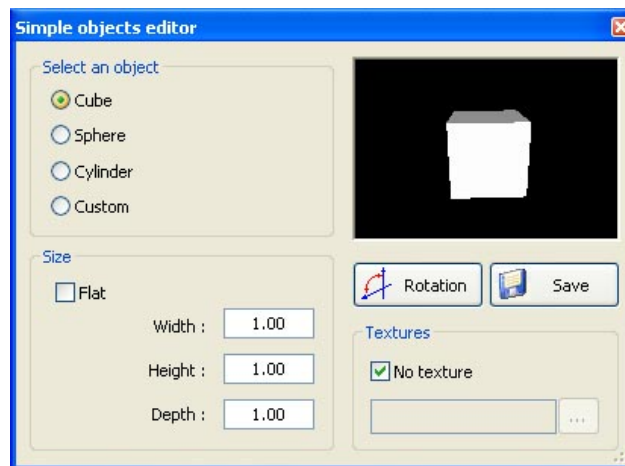 Simple objects editor
Select an object
Cube
Sphere
Cylinder
Custom
Size
Flat
Width : 1.00
Height : 1.00
Depth : 1.00
Rotation
Save
Textures
No texture
...